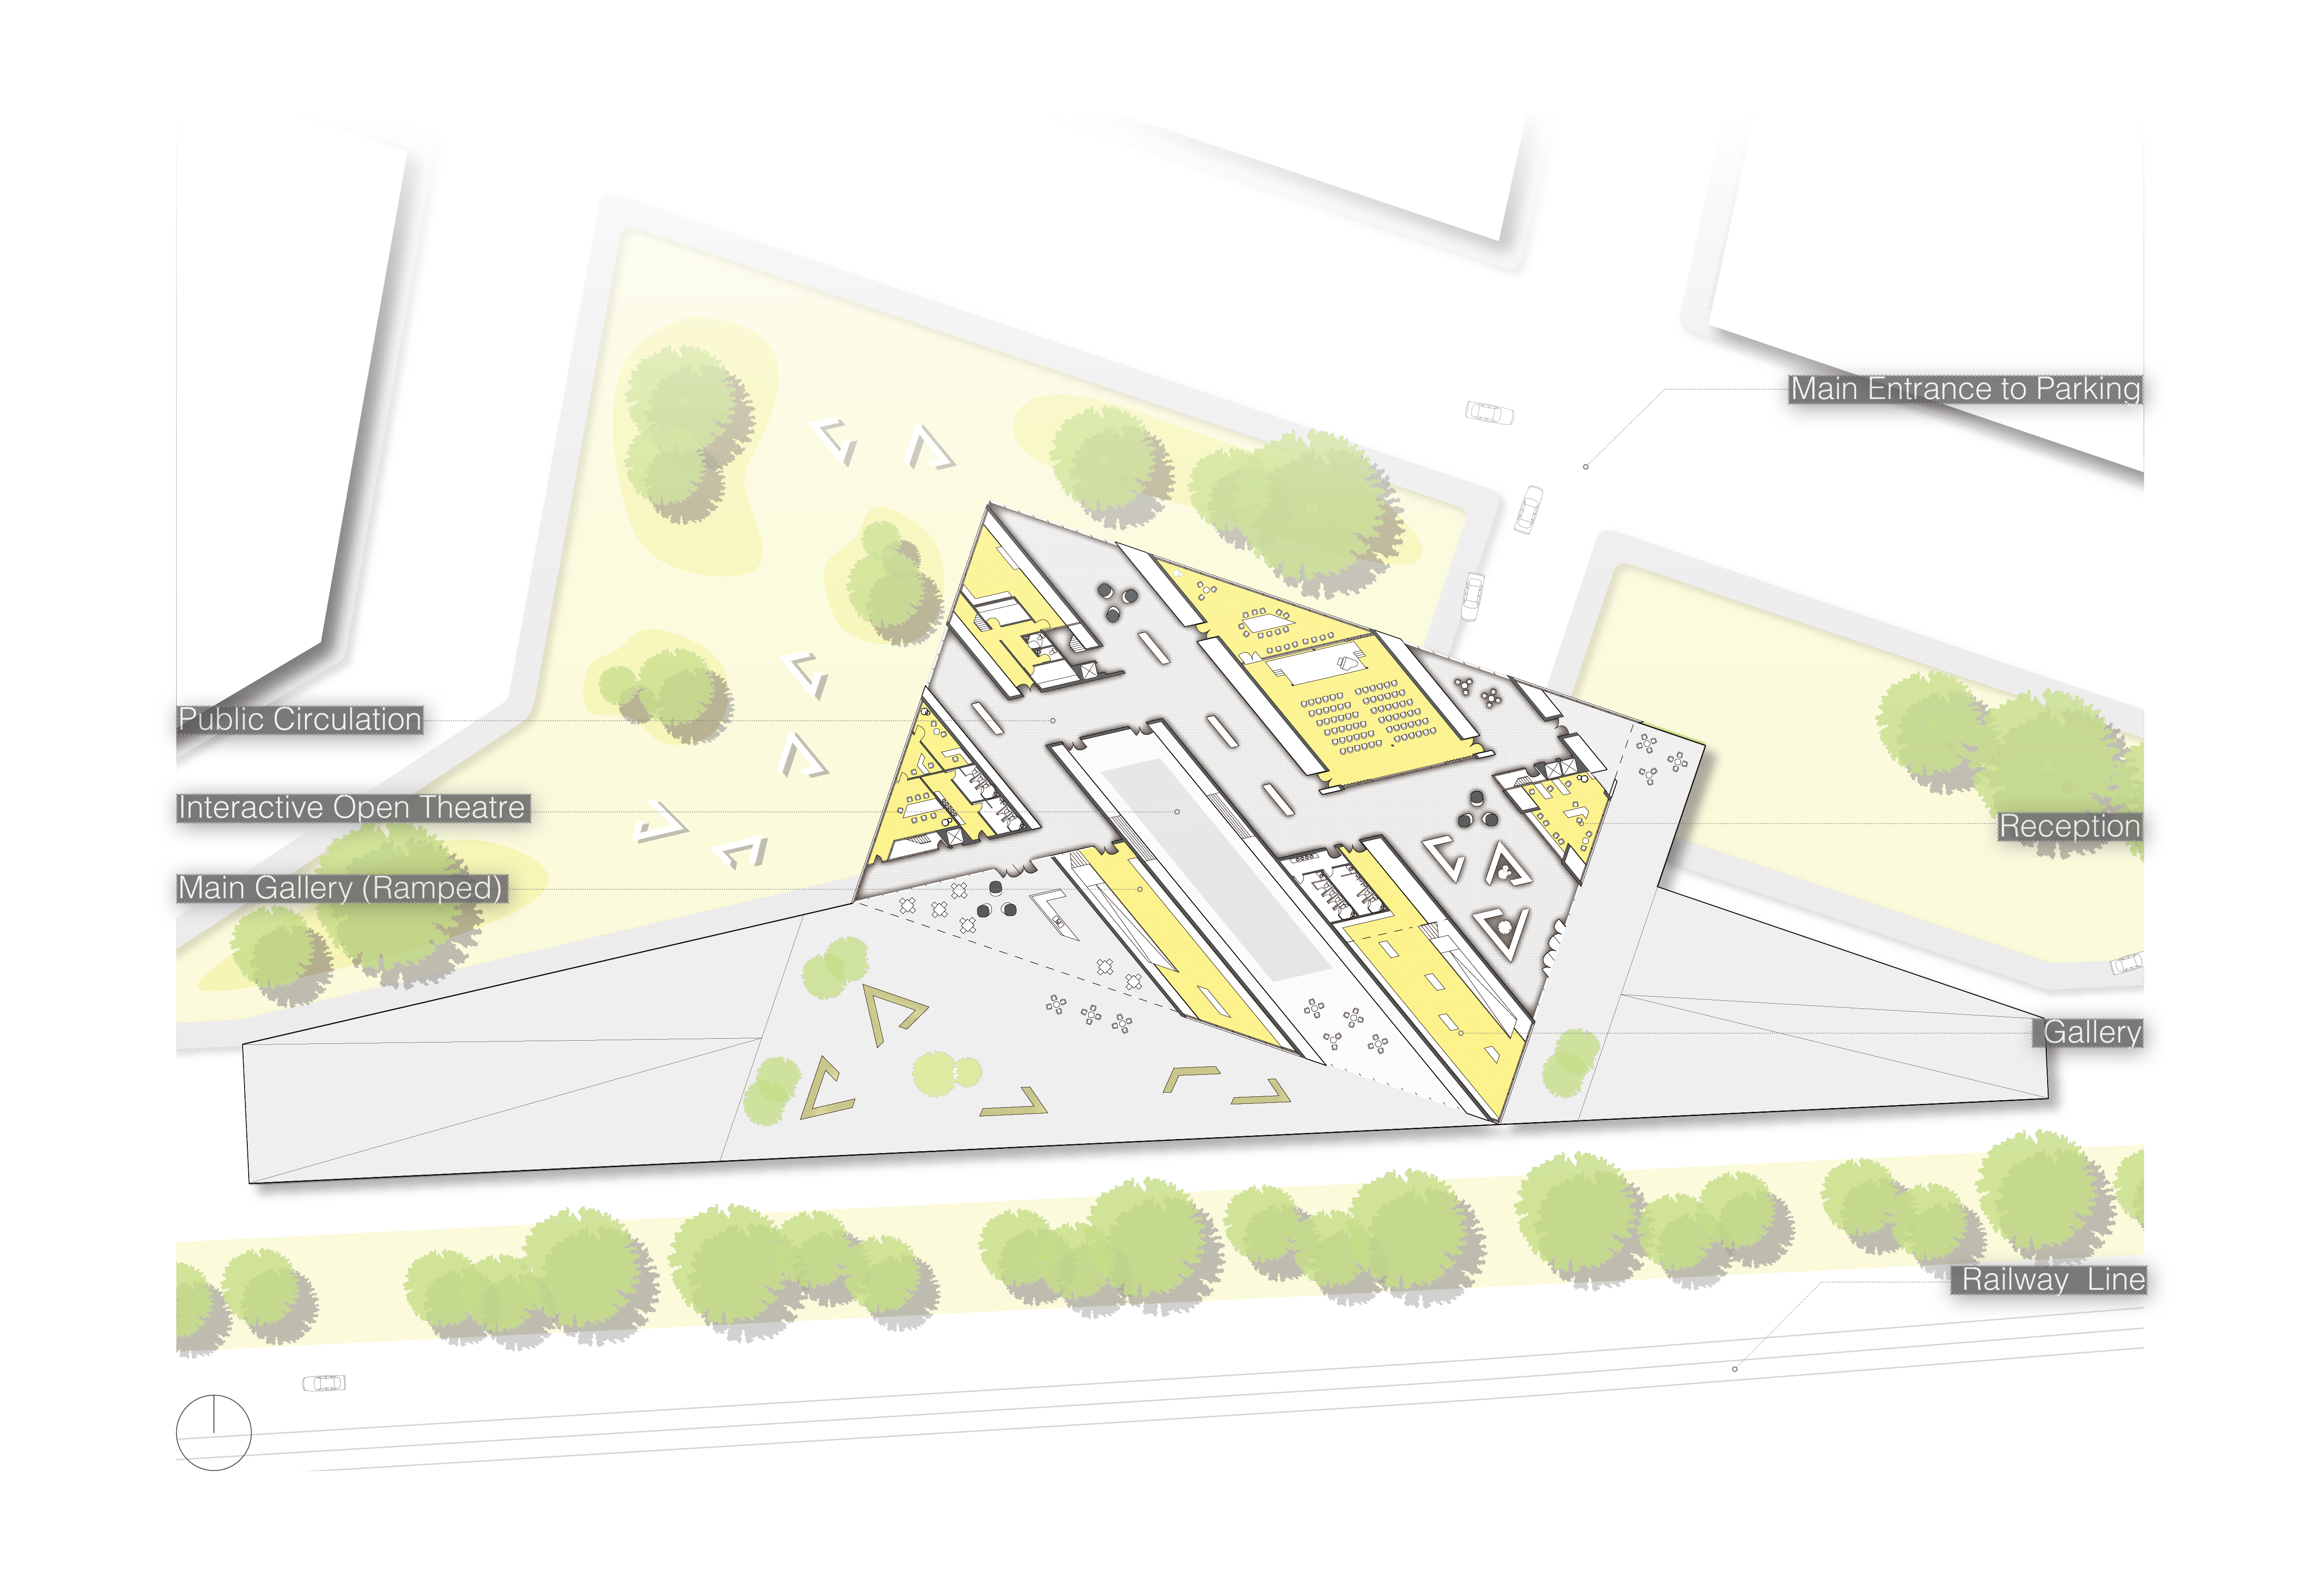 Main Entrance to Parking
Public Circulation
Interactive Open Theatre
Reception
Main Gallery (Ramped)
Gallery
Railway Line